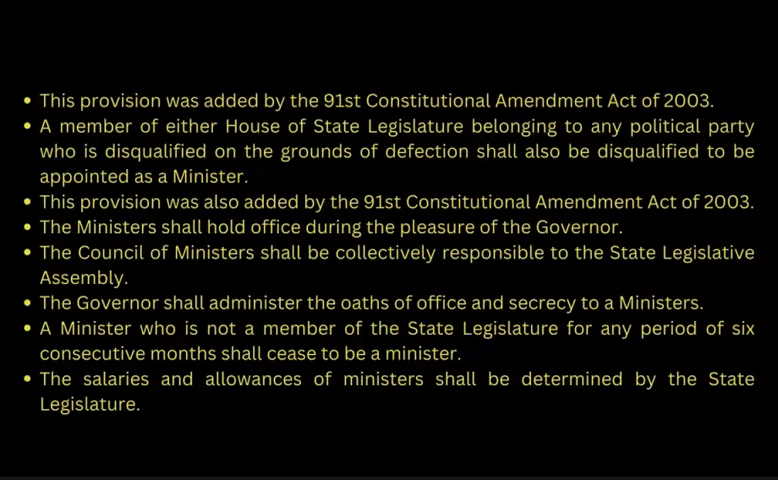 • This provision was added by the 91st Constitutional Amendment Act of 2003.
• A member of either House of State Legislature belonging to any political party
who is disqualified on the grounds of defection shall also be disqualified to be
appointed as a Minister.
• This provision was also added by the 91st Constitutional Amendment Act of 2003.
• The Ministers shall hold office during the pleasure of the Governor.
• The Council of Ministers shall be collectively responsible to the State Legislative
Assembly.
• The Governor shall administer the oaths of office and secrecy to a Ministers.
• A Minister who is not a member of the State Legislature for any period of six
consecutive months shall cease to be a minister.
• The salaries and allowances of ministers shall be determined by the State
Legislature.